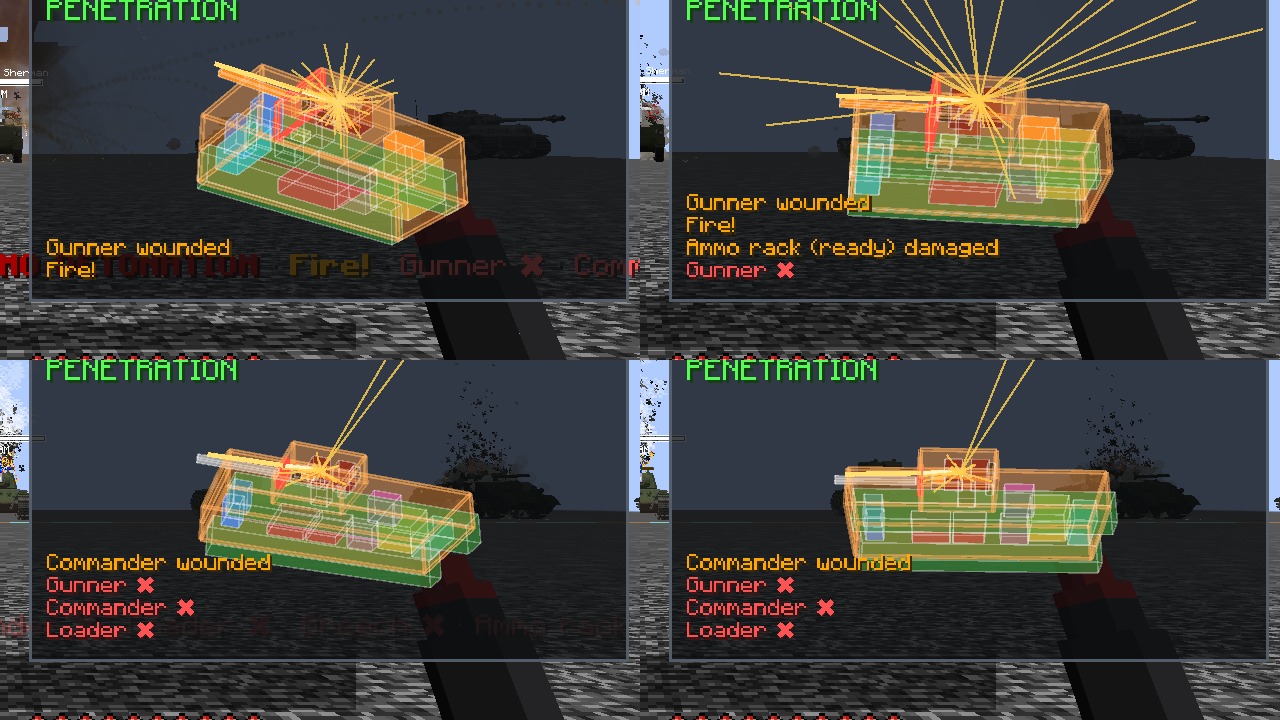 PENETRATION
Sherman
M
Gunner wounded
Fire!
Fire! Gunner ✖
PENETRATION
Gunner wounded
Fire!
Ammo rack (ready) damaged
Gunner ✖
PENETRATION
Commander wounded
Gunner ✖
Commander ✖
Loader ✖
PENETRATION
Commander wounded
Gunner ✖
Commander ✖
Loader ✖